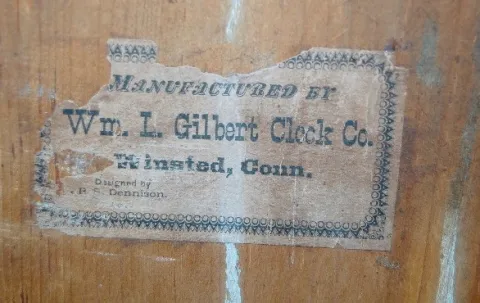 MANUFACTURED BY
Wm. L. Gilbert Clock Co.
Winsted, Conn.
Designed by
Dennison.